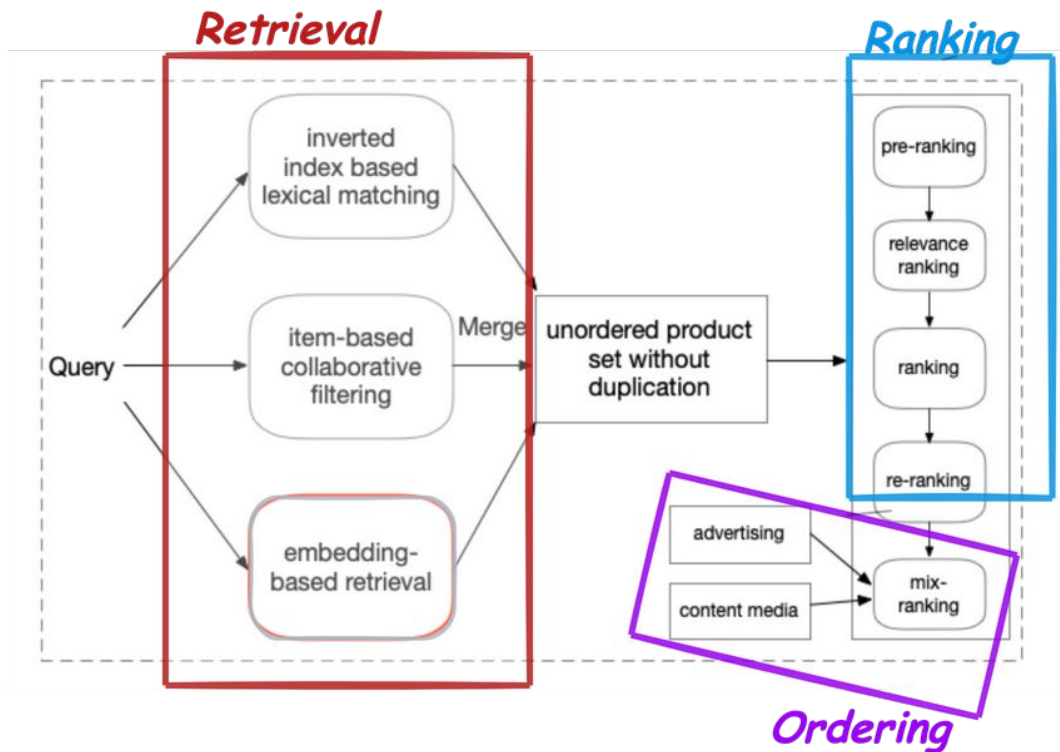 Retrieval
Ranking
inverted
index based
lexical matching
pre-ranking
relevance
ranking
Query
item-based
collaborative
filtering
Merge
unordered product
set without
duplication
ranking
re-ranking
embedding-
based retrieval
advertising
content media
mix-
ranking
Ordering